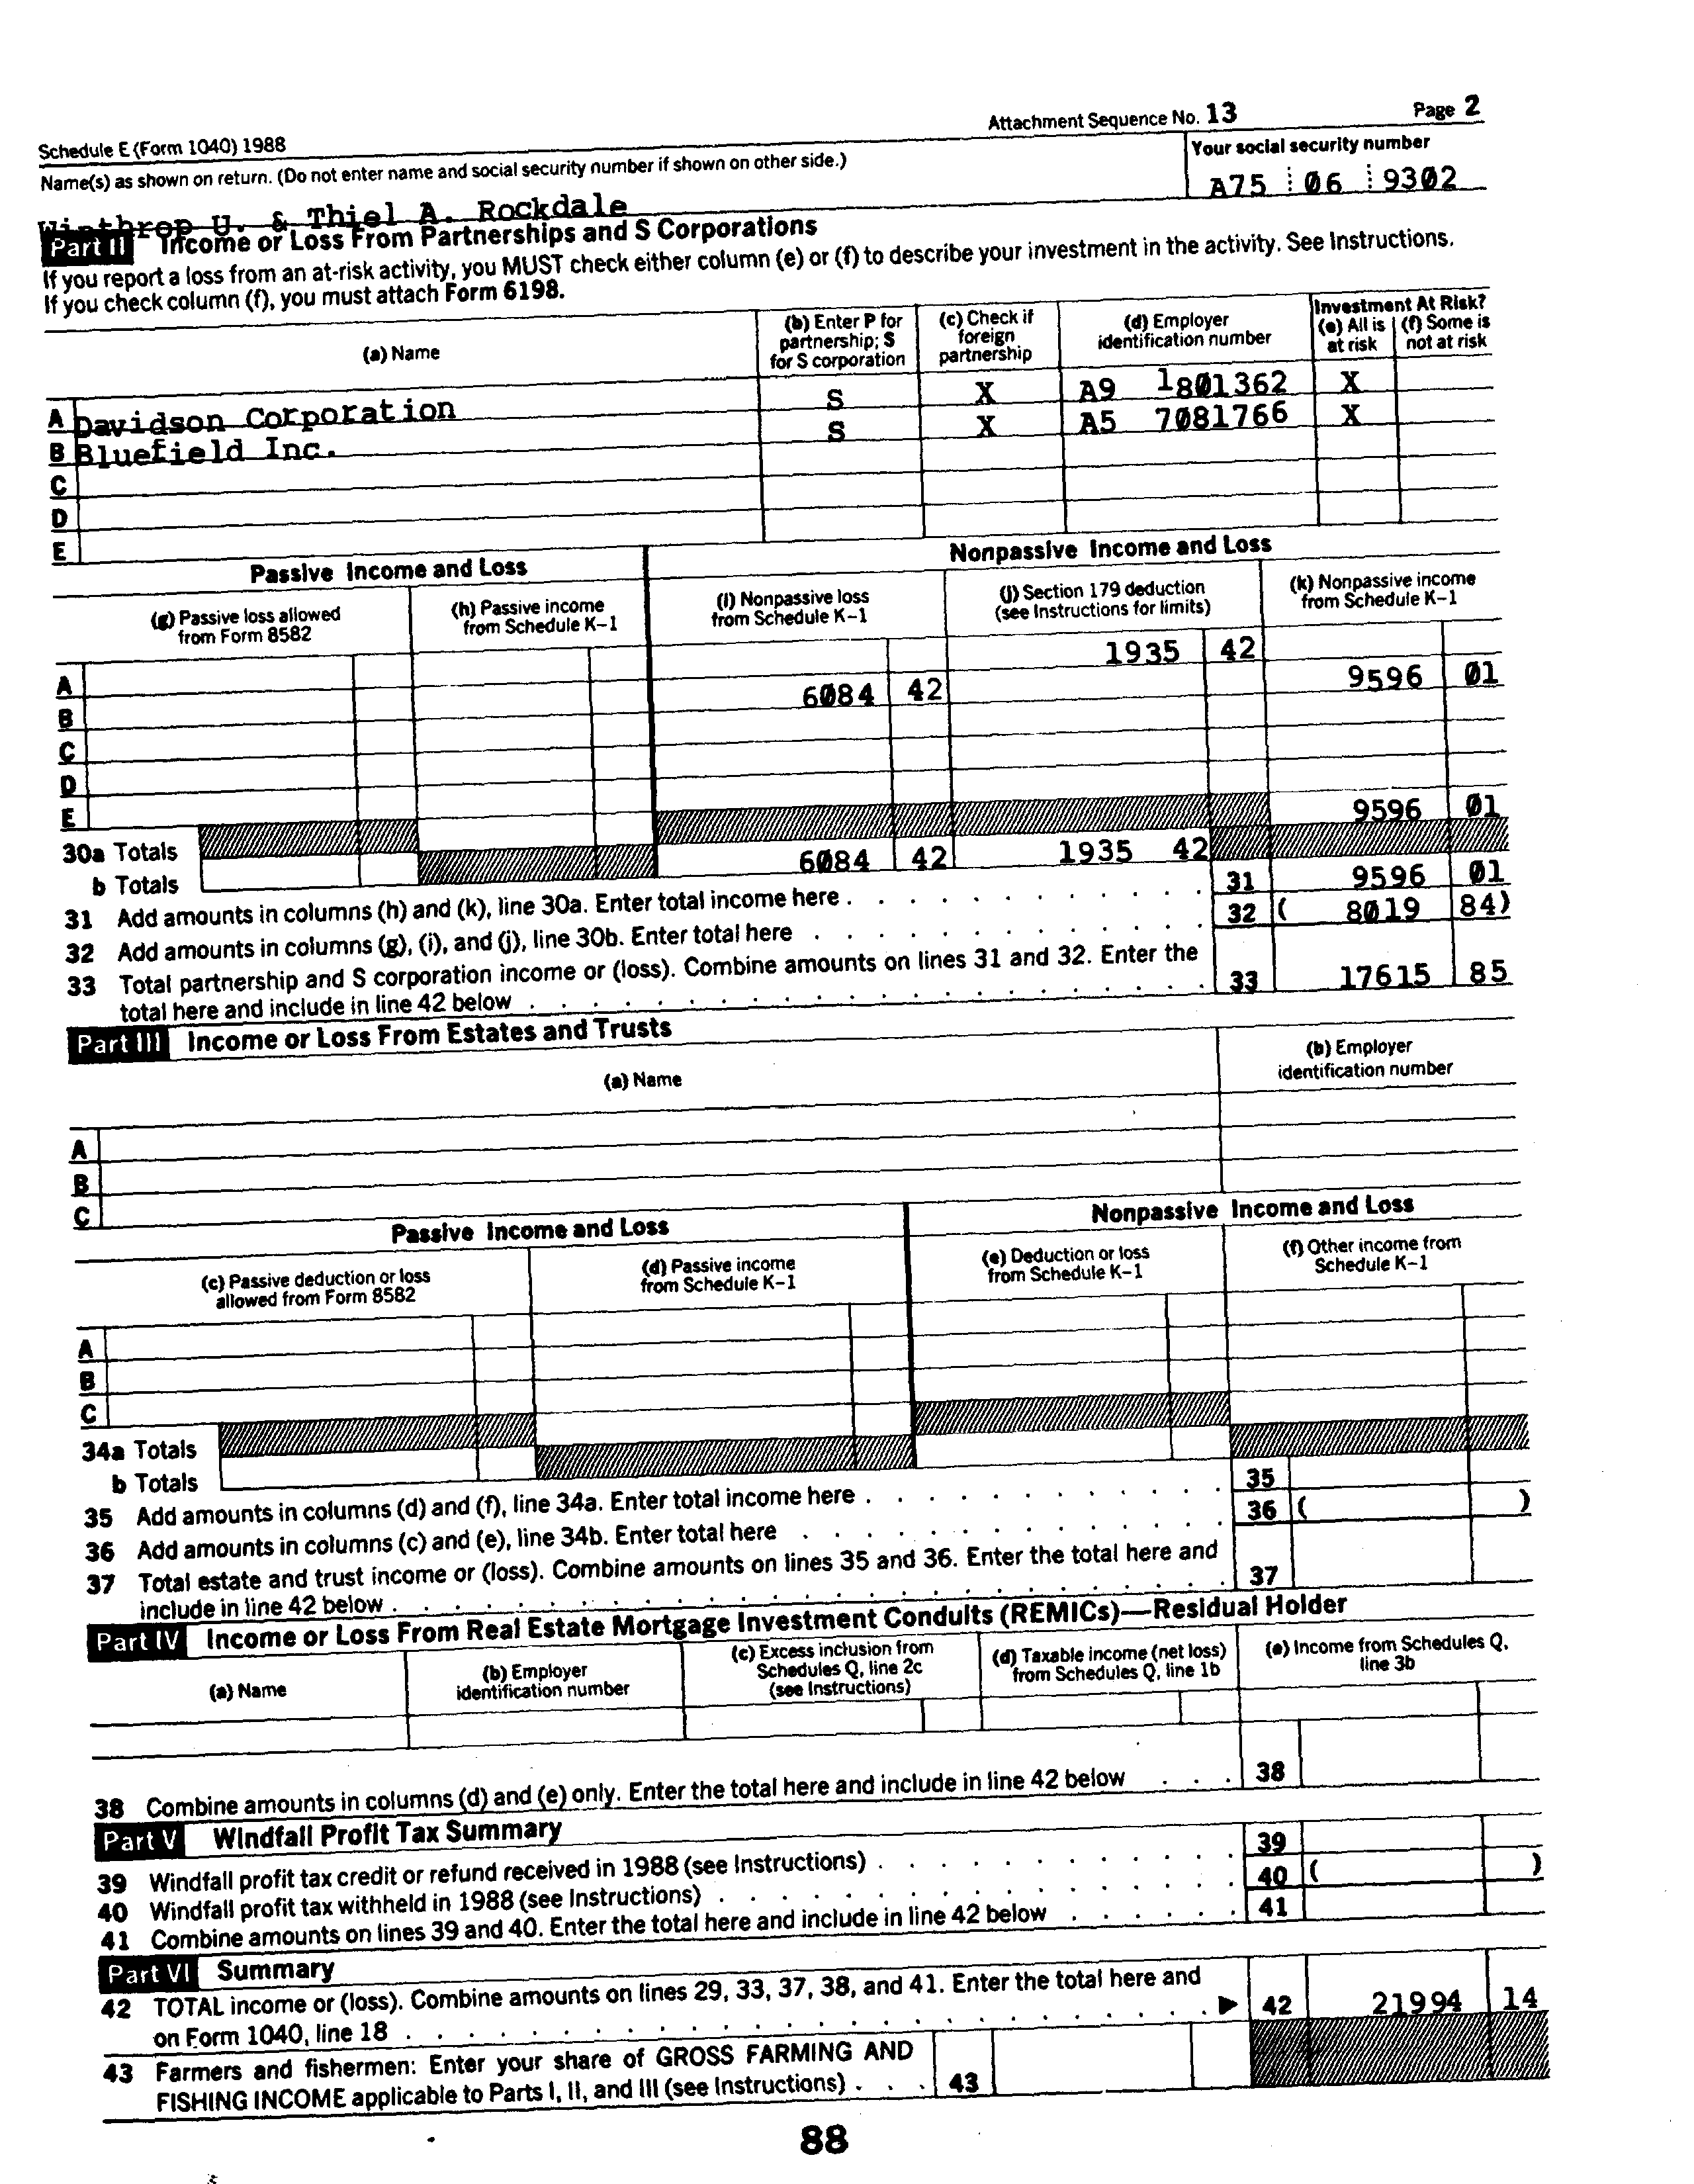 Attachment Sequence No. 13 Page 2
Schedule E (Form 1040) 1988
Name(s) as shown on return. (Do not enter name and social security number if shown on other side.)
Your social security number
Winthrop U. & Thiel A. Rockdale
A75 06 9302
Part II Income or Loss From Partnerships and S Corporations
If you report a loss from an at-risk activity, you MUST check either column (e) or (f) to describe your investment in the activity. See Instructions.
If you check column (f), you must attach Form 6198.
(a) Name
(b) Enter P for partnership; S for S corporation
(c) Check if foreign partnership
(d) Employer identification number
Investment At Risk?
(e) All is at risk
(f) Some is not at risk
A Davidson Corporation S X A9 1801362 X
B Bluefield Inc. S X A5 7081766 X
C
D
E
Passive Income and Loss
Nonpassive Income and Loss
(g) Passive loss allowed from Form 8582
(h) Passive income from Schedule K-1
(i) Nonpassive loss from Schedule K-1
(j) Section 179 deduction (see Instructions for limits)
(k) Nonpassive income from Schedule K-1
A 1935 42
B 6084 42 9596 01
C
D
E
30a Totals 9596 01
b Totals 6084 42 1935 42
31 Add amounts in columns (h) and (k), line 30a. Enter total income here . 31 9596 01
32 Add amounts in columns (g), (i), and (j), line 30b. Enter total here 32 ( 8019 84)
33 Total partnership and S corporation income or (loss). Combine amounts on lines 31 and 32. Enter the
total here and include in line 42 below 33 17615 85
Part III Income or Loss From Estates and Trusts
(a) Name
(b) Employer identification number
A
B
C
Passive Income and Loss
Nonpassive Income and Loss
(c) Passive deduction or loss allowed from Form 8582
(d) Passive income from Schedule K-1
(e) Deduction or loss from Schedule K-1
(f) Other income from Schedule K-1
A
B
C
34a Totals
b Totals
35 Add amounts in columns (d) and (f), line 34a. Enter total income here . 35
36 Add amounts in columns (c) and (e), line 34b. Enter total here 36 ( )
37 Total estate and trust income or (loss). Combine amounts on lines 35 and 36. Enter the total here and
include in line 42 below . 37
Part IV Income or Loss From Real Estate Mortgage Investment Conduits (REMICs)—Residual Holder
(a) Name
(b) Employer identification number
(c) Excess inclusion from Schedules Q, line 2c (see Instructions)
(d) Taxable income (net loss) from Schedules Q, line 1b
(e) Income from Schedules Q, line 3b
38 Combine amounts in columns (d) and (e) only. Enter the total here and include in line 42 below 38
Part V Windfall Profit Tax Summary
39 Windfall profit tax credit or refund received in 1988 (see Instructions) . 39
40 Windfall profit tax withheld in 1988 (see Instructions) 40 ( )
41 Combine amounts on lines 39 and 40. Enter the total here and include in line 42 below 41
Part VI Summary
42 TOTAL income or (loss). Combine amounts on lines 29, 33, 37, 38, and 41. Enter the total here and
on Form 1040, line 18 ▶ 42 21994 14
43 Farmers and fishermen: Enter your share of GROSS FARMING AND
FISHING INCOME applicable to Parts I, II, and III (see Instructions) . 43
88